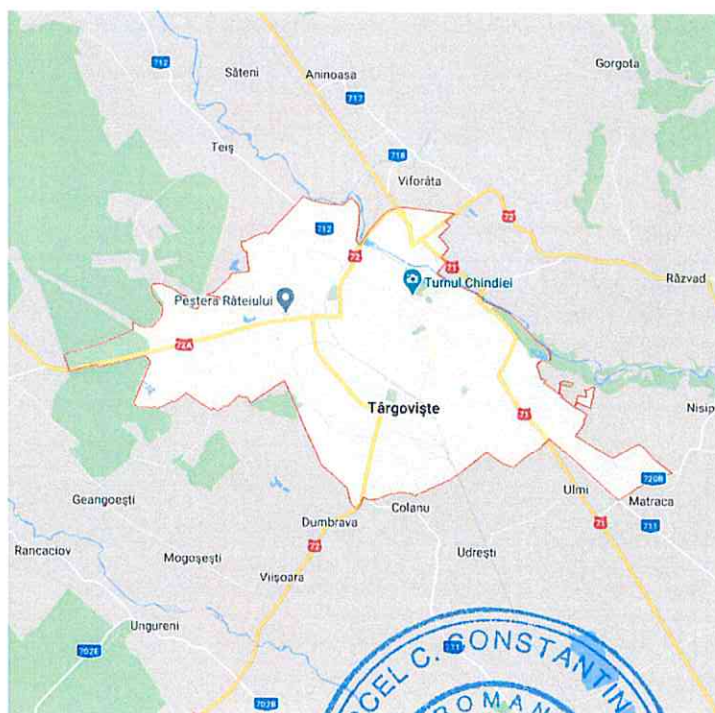 712
Săteni
Aninoasa
Gorgota
717
Teiș
718
Viforâta
712
72
72
71
Turnul Chindiei
Răzvad
Peștera Răteiului
72A
Târgoviște
71
Nisip
720B
Ulmi
Matraca
Geangoești
Colanu
Dumbrava
71
711
Rancaciov
Mogoșești
72
Udrești
Viișoara
Ungureni
702E
702B
711
CEL C. CONSTANTIN
ROMAN